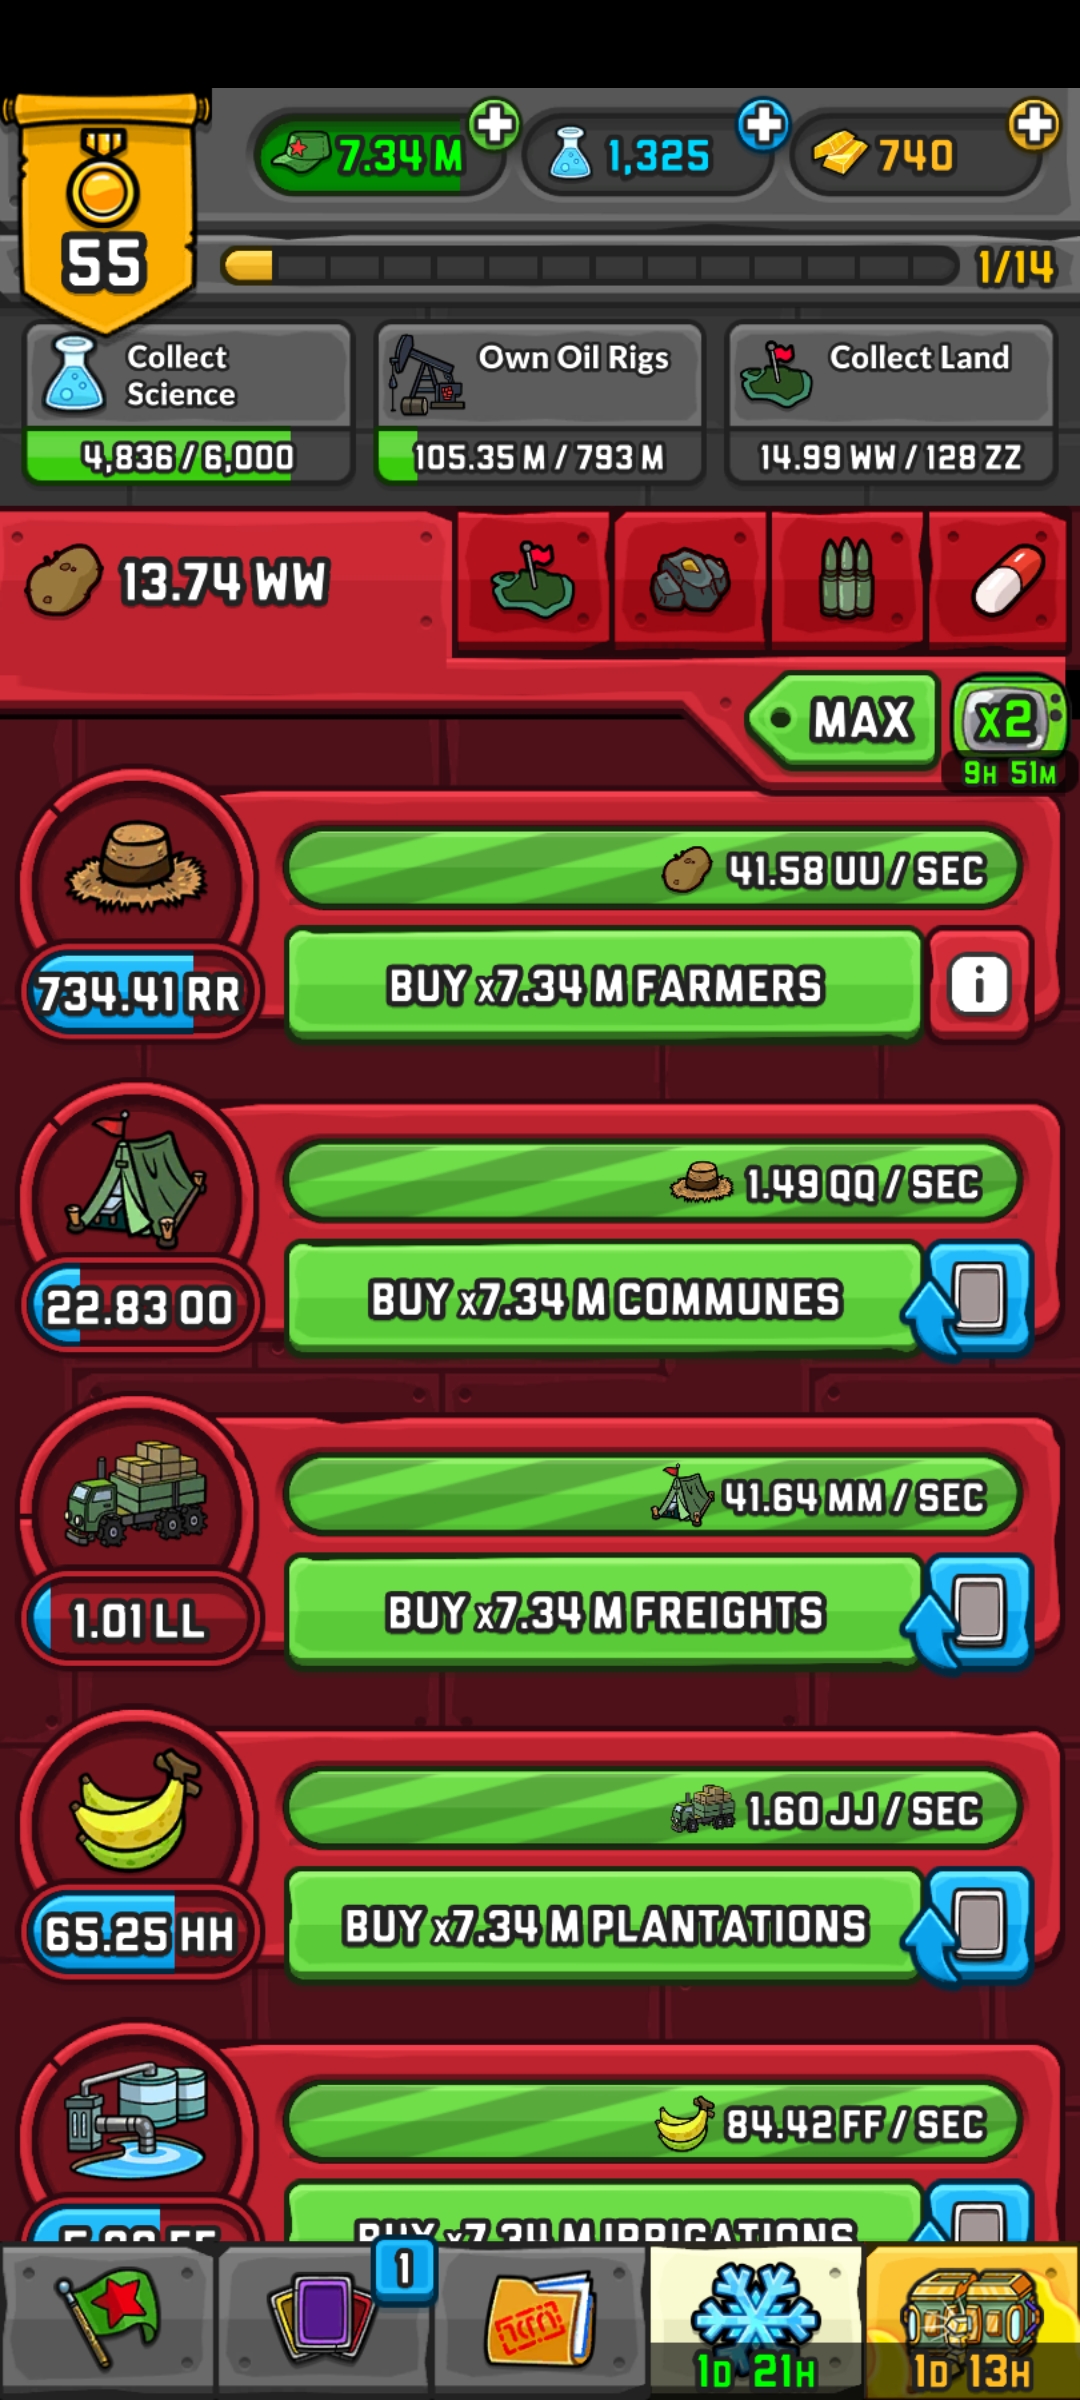 55
7.34 M
1,325
740
1/14
Collect
Science
4,836 / 6,000
Own Oil Rigs
105.35 M / 793 M
Collect Land
14.99 WW / 128 ZZ
13.74 WW
MAX
x2
9H 51M
41.58 UU / SEC
734.41 RR
BUY x7.34 M FARMERS
i
1.49 QQ / SEC
22.83 OO
BUY x7.34 M COMMUNES
41.64 MM / SEC
1.01 LL
BUY x7.34 M FREIGHTS
1.60 JJ / SEC
65.25 HH
BUY x7.34 M PLANTATIONS
84.42 FF / SEC
BUY x7.34 M IRRIGATIONS
1
1D 21H
1D 13H